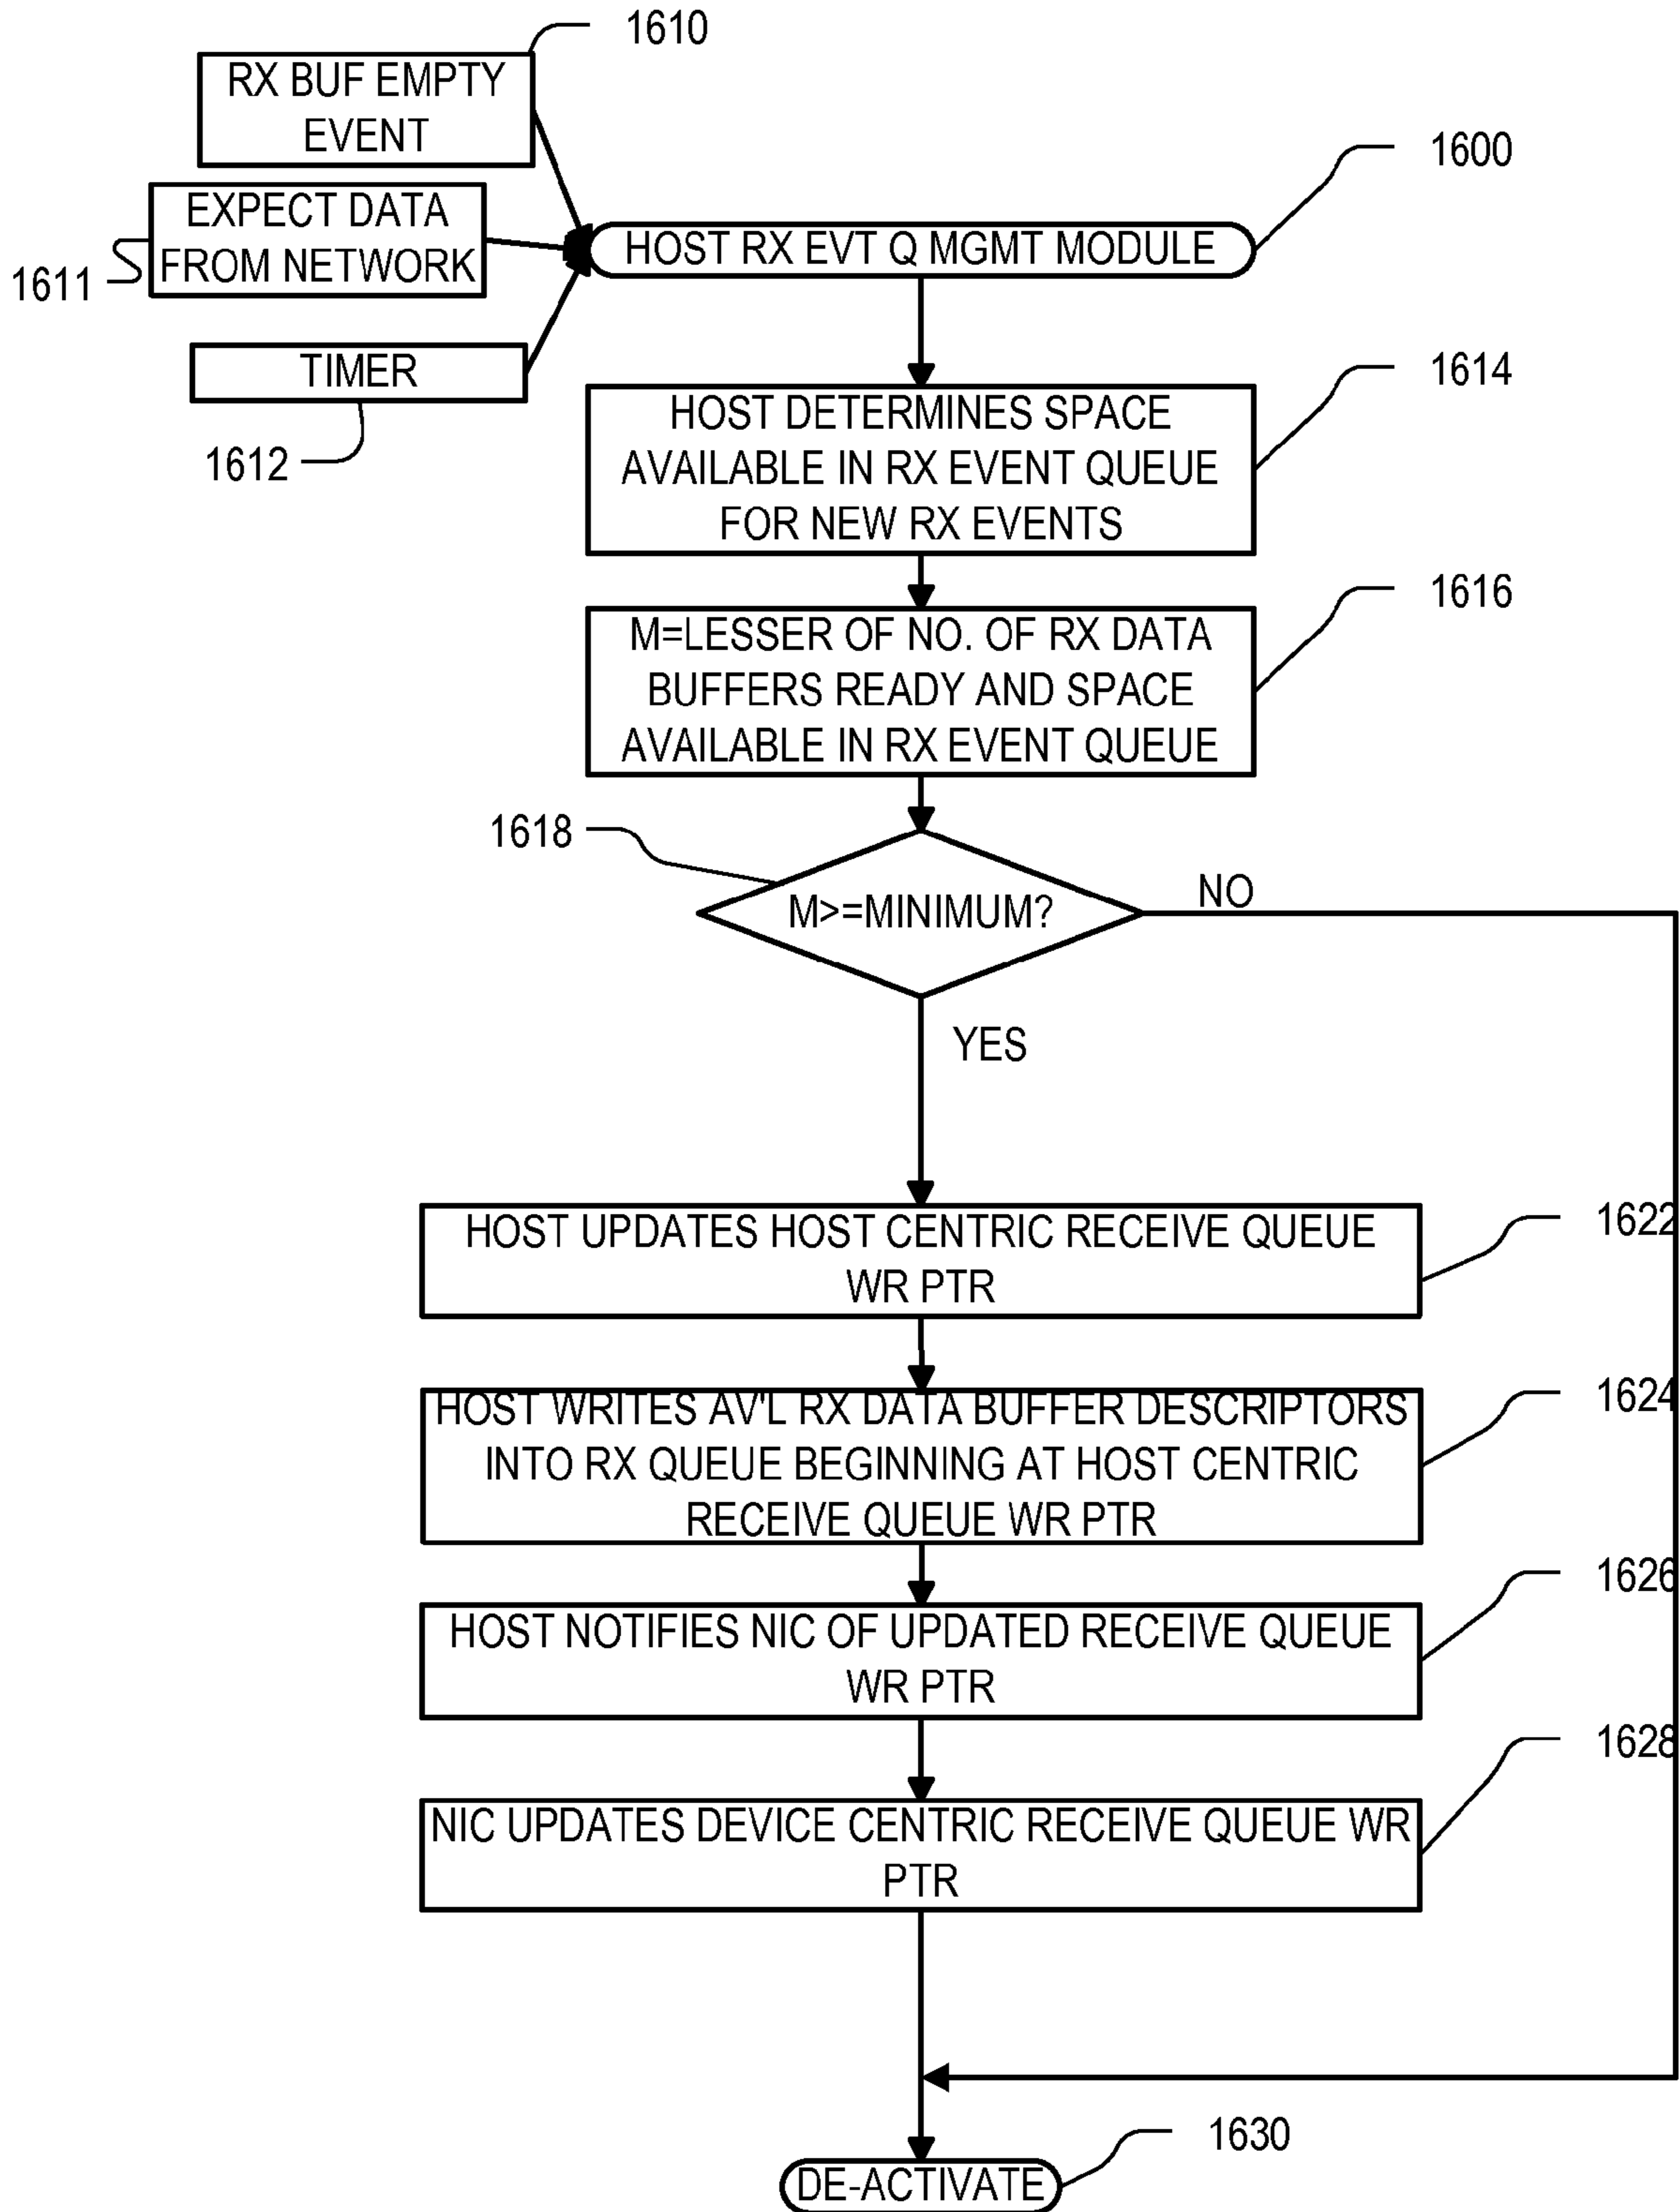 1610
RX BUF EMPTY
EVENT
1600
EXPECT DATA
FROM NETWORK
1611
HOST RX EVT Q MGMT MODULE
TIMER
1612
1614
HOST DETERMINES SPACE
AVAILABLE IN RX EVENT QUEUE
FOR NEW RX EVENTS
1616
M=LESSER OF NO. OF RX DATA
BUFFERS READY AND SPACE
AVAILABLE IN RX EVENT QUEUE
1618
M>=MINIMUM?
NO
YES
HOST UPDATES HOST CENTRIC RECEIVE QUEUE
WR PTR
1622
HOST WRITES AV'L RX DATA BUFFER DESCRIPTORS
INTO RX QUEUE BEGINNING AT HOST CENTRIC
RECEIVE QUEUE WR PTR
1624
HOST NOTIFIES NIC OF UPDATED RECEIVE QUEUE
WR PTR
1626
NIC UPDATES DEVICE CENTRIC RECEIVE QUEUE WR
PTR
1628
1630
DE-ACTIVATE